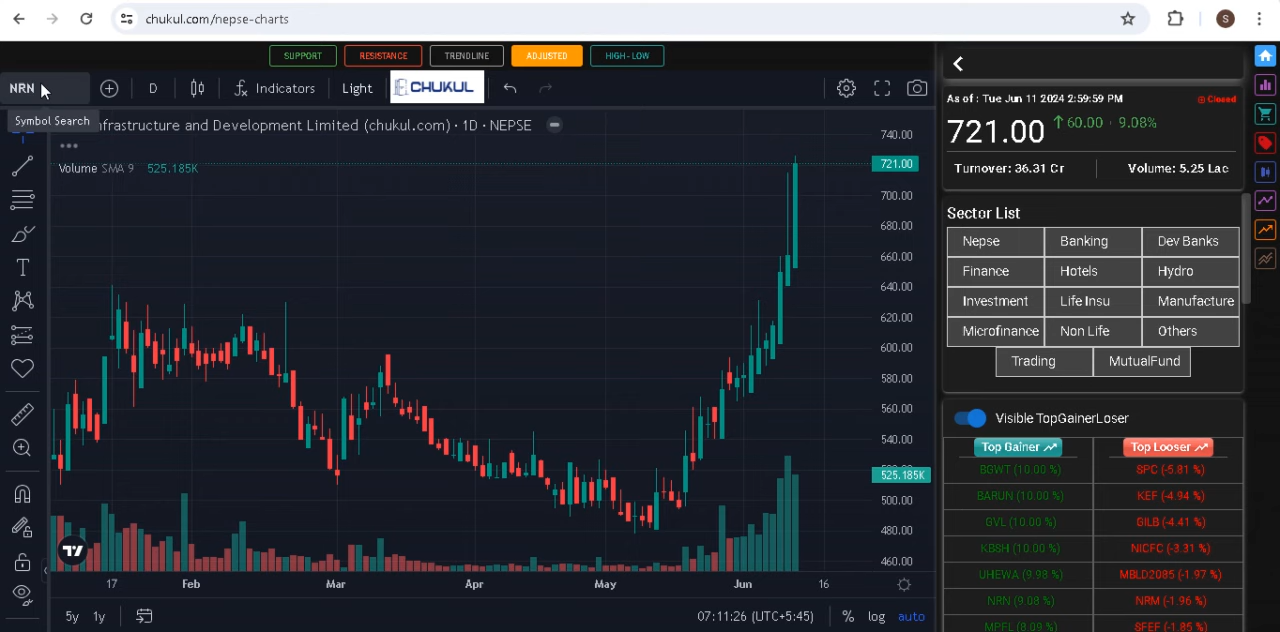 chukul.com/nepse-charts
S
SUPPORT
RESISTANCE
TRENDLINE
ADJUSTED
HIGH-LOW
NRN
D
Indicators
Light
CHUKUL
Symbol Search
nfrastructure and Development Limited (chukul.com) · 1D · NEPSE
Volume SMA 9 525.185K
740.00
721.00
700.00
680.00
660.00
640.00
620.00
600.00
580.00
560.00
540.00
525.185K
500.00
480.00
460.00
17
Feb
Mar
Apr
May
Jun
16
5y
1y
07:11:26 (UTC+5:45)
%
log
auto
As of : Tue Jun 11 2024 2:59:59 PM
Closed
721.00
60.00
9.08%
Turnover: 36.31 Cr
Volume: 5.25 Lac
Sector List
Nepse
Banking
Dev Banks
Finance
Hotels
Hydro
Investment
Life Insu
Manufacture
Microfinance
Non Life
Others
Trading
MutualFund
Visible TopGainerLoser
Top Gainer
Top Looser
BGWT (10.00 %)
SPC (-5.81 %)
BARUN (10.00 %)
KEF (-4.94 %)
GVL (10.00 %)
GILB (-4.41 %)
KBSH (10.00 %)
NICFC (-3.31 %)
UHEWA (9.98 %)
MBLD2085 (-1.97 %)
NRN (9.08 %)
NRM (-1.96 %)
MPFL (8.09 %)
SFEF (-1.85 %)